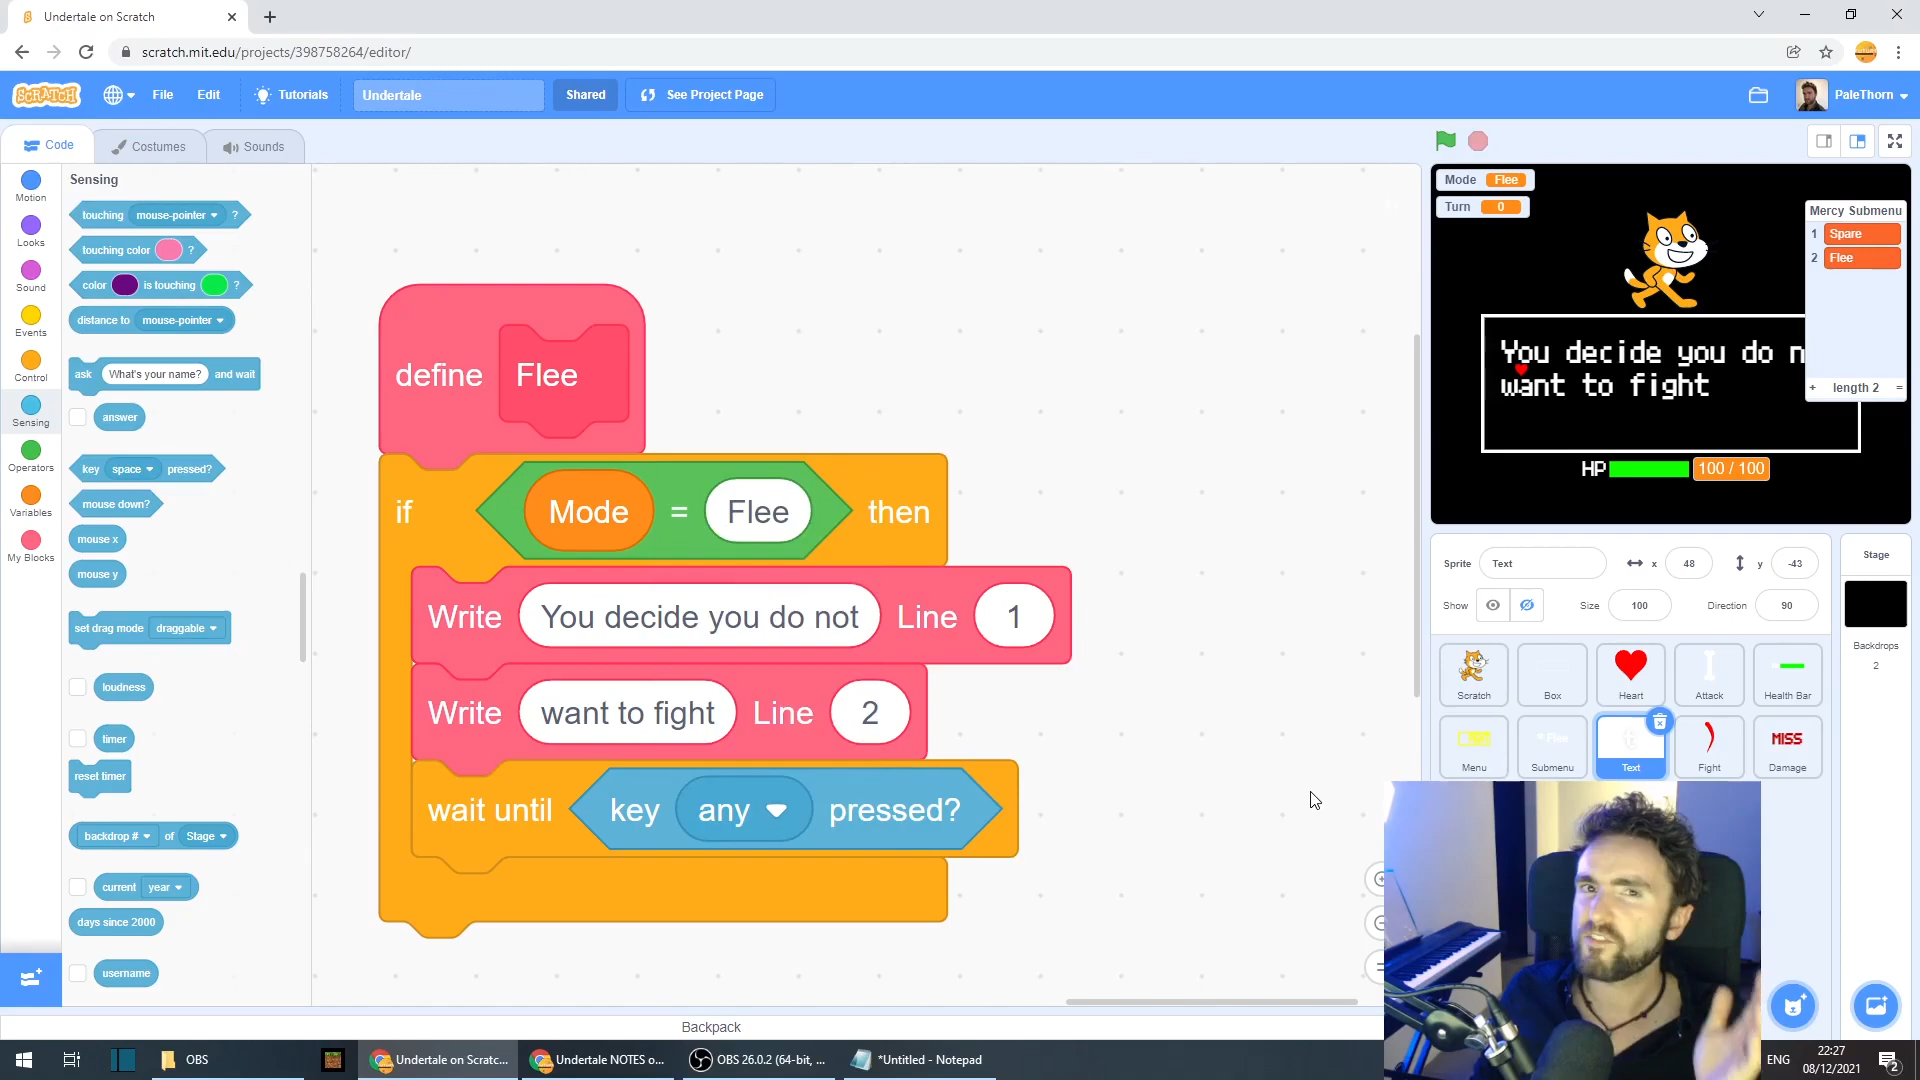 Undertale on Scratch
scratch.mit.edu/projects/398758264/editor/
SCRATCH
File
Edit
Tutorials
Undertale
Shared
See Project Page
PaleThorn
Code
Costumes
Sounds
Motion
Looks
Sound
Events
Control
Sensing
Operators
Variables
My Blocks
Sensing
touching mouse-pointer ?
touching color ?
color is touching ?
distance to mouse-pointer
ask What's your name? and wait
answer
key space pressed?
mouse down?
mouse x
mouse y
set drag mode draggable
loudness
timer
reset timer
backdrop # of Stage
current year
days since 2000
username
define Flee
if Mode = Flee then
Write You decide you do not Line 1
Write want to fight Line 2
wait until key any pressed?
Mode Flee
Turn 0
Mercy Submenu
1 Spare
2 Flee
+ length 2 =
You decide you do n
want to fight
HP 100 / 100
Sprite Text x 48 y -43
Show Size 100 Direction 90
Stage
Backdrops
2
Scratch
Box
Heart
Attack
Health Bar
Menu
* Flee
Submenu
Text
Fight
MISS
Damage
Backpack
OBS
Undertale on Scratc...
Undertale NOTES o...
OBS 26.0.2 (64-bit, ...
*Untitled - Notepad
ENG
22:27
08/12/2021
2